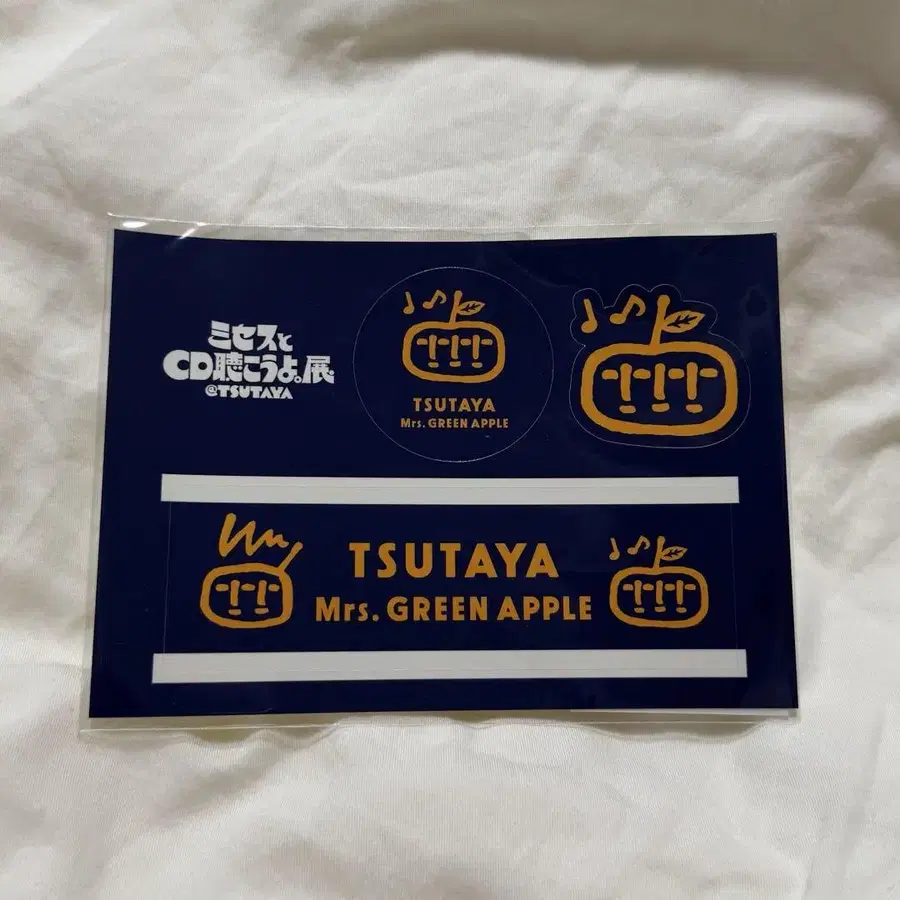 ミセスと
CD聴こうよ。展
@TSUTAYA
TSUTAYA
Mrs. GREEN APPLE
TSUTAYA
Mrs. GREEN APPLE